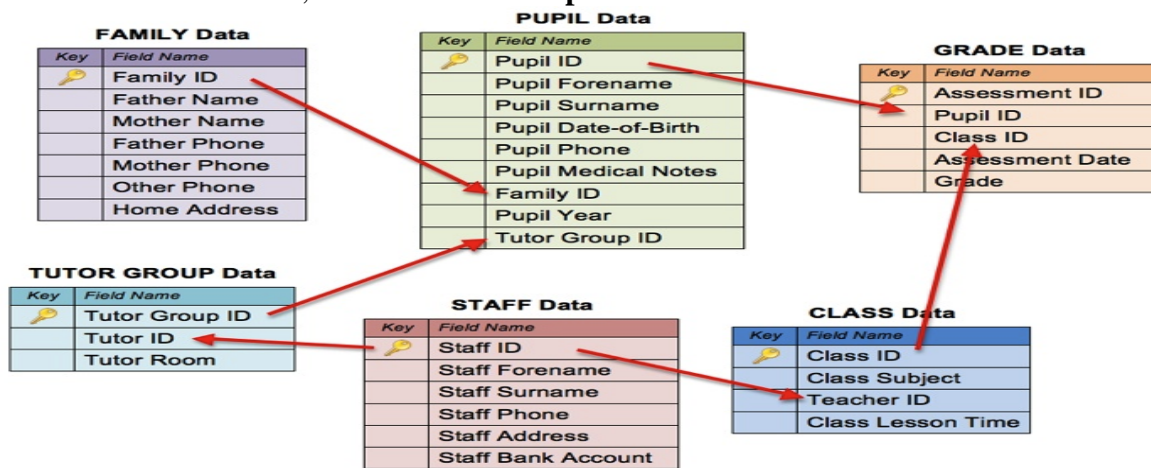 PUPIL Data
Key Field Name
Pupil ID
Pupil Forename
Pupil Surname
Pupil Date-of-Birth
Pupil Phone
Pupil Medical Notes
Family ID
Pupil Year
Tutor Group ID
FAMILY Data
Key Field Name
Family ID
Father Name
Mother Name
Father Phone
Mother Phone
Other Phone
Home Address
GRADE Data
Key Field Name
Assessment ID
Pupil ID
Class ID
Assessment Date
Grade
TUTOR GROUP Data
Key Field Name
Tutor Group ID
Tutor ID
Tutor Room
STAFF Data
Key Field Name
Staff ID
Staff Forename
Staff Surname
Staff Phone
Staff Address
Staff Bank Account
CLASS Data
Key Field Name
Class ID
Class Subject
Teacher ID
Class Lesson Time